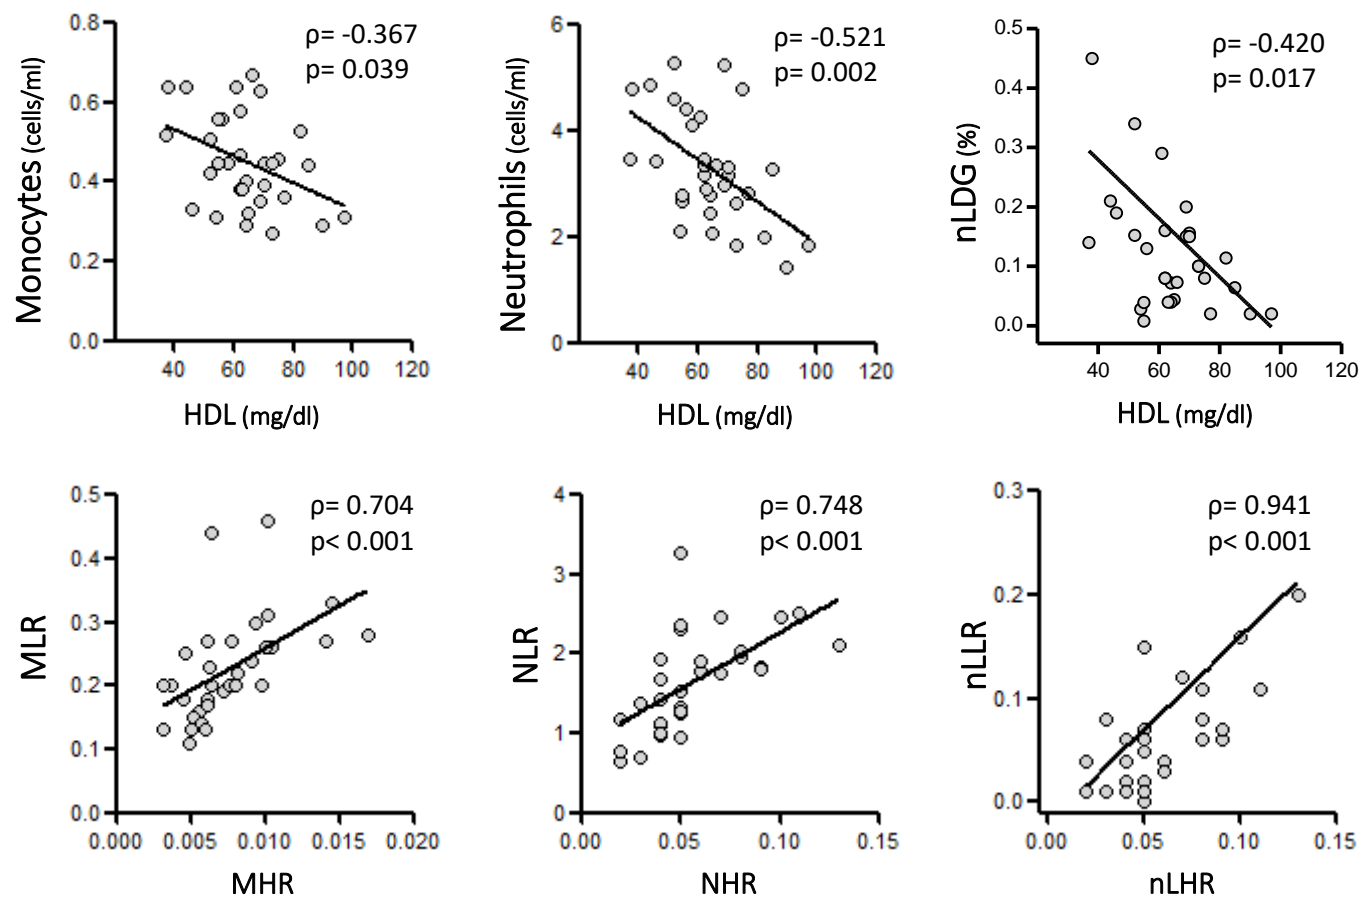 0.8
0.6
0.4
0.2
0.0
Monocytes (cells/ml)
ρ= -0.367
p= 0.039
40 60 80 100 120
HDL (mg/dl)
6
4
2
0
Neutrophils (cells/ml)
ρ= -0.521
p= 0.002
40 60 80 100 120
HDL (mg/dl)
0.5
0.4
0.3
0.2
0.1
0.0
nLDG (%)
ρ= -0.420
p= 0.017
40 60 80 100 120
HDL (mg/dl)
0.5
0.4
0.3
0.2
0.1
0.0
MLR
ρ= 0.704
p< 0.001
0.000 0.005 0.010 0.015 0.020
MHR
4
3
2
1
0
NLR
ρ= 0.748
p< 0.001
0.00 0.05 0.10 0.15
NHR
0.3
0.2
0.1
0.0
nLLR
ρ= 0.941
p< 0.001
0.00 0.05 0.10 0.15
nLHR